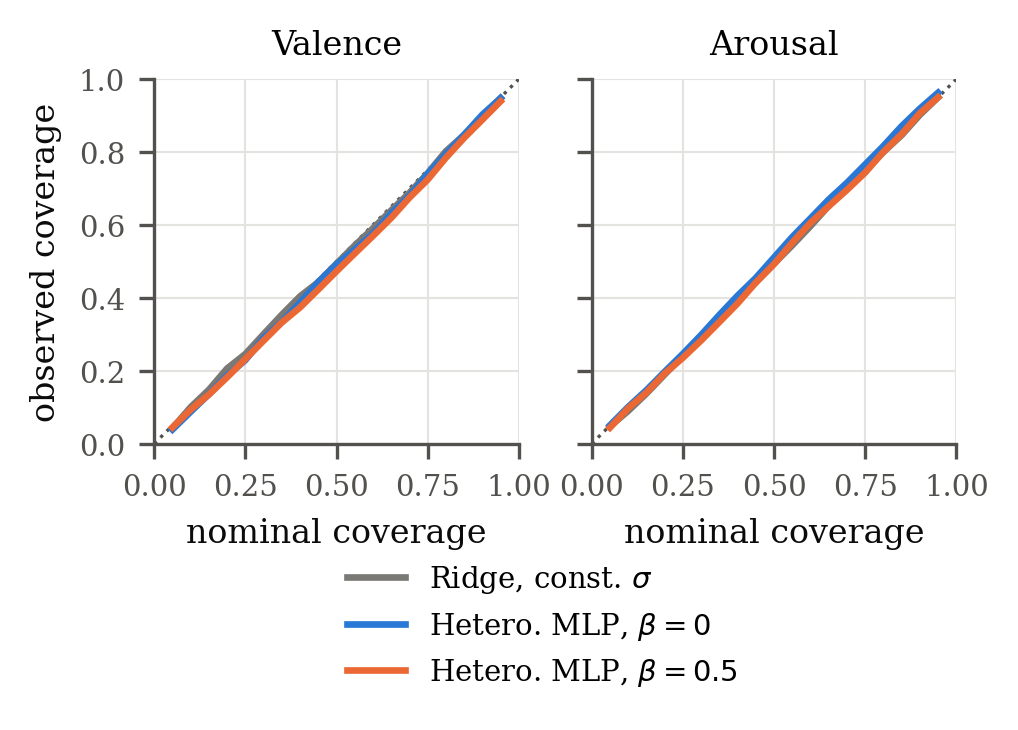 Valence Arousal
observed coverage
1.0
0.8
0.6
0.4
0.2
0.0
0.00 0.25 0.50 0.75 1.00 0.00 0.25 0.50 0.75 1.00
nominal coverage nominal coverage
Ridge, const. σ
Hetero. MLP, β = 0
Hetero. MLP, β = 0.5